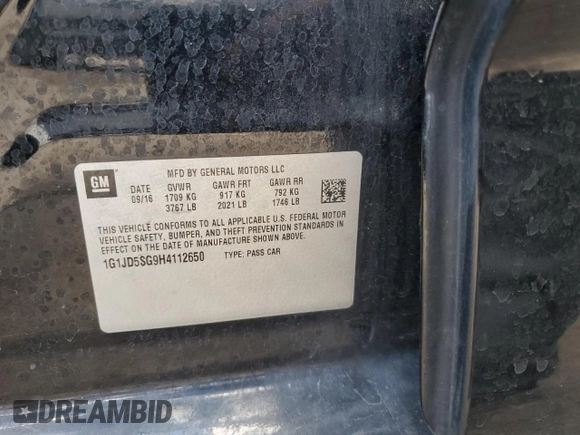 GM
MFD BY GENERAL MOTORS LLC
DATE GVWR GAWR FRT GAWR RR
09/16 1709 KG 917 KG 792 KG
3767 LB 2021 LB 1746 LB
THIS VEHICLE CONFORMS TO ALL APPLICABLE U.S. FEDERAL MOTOR
VEHICLE SAFETY, BUMPER, AND THEFT PREVENTION STANDARDS IN
EFFECT ON THE DATE OF MANUFACTURE SHOWN ABOVE.
1G1JD5SG9H4112650 TYPE: PASS CAR
DREAMBID